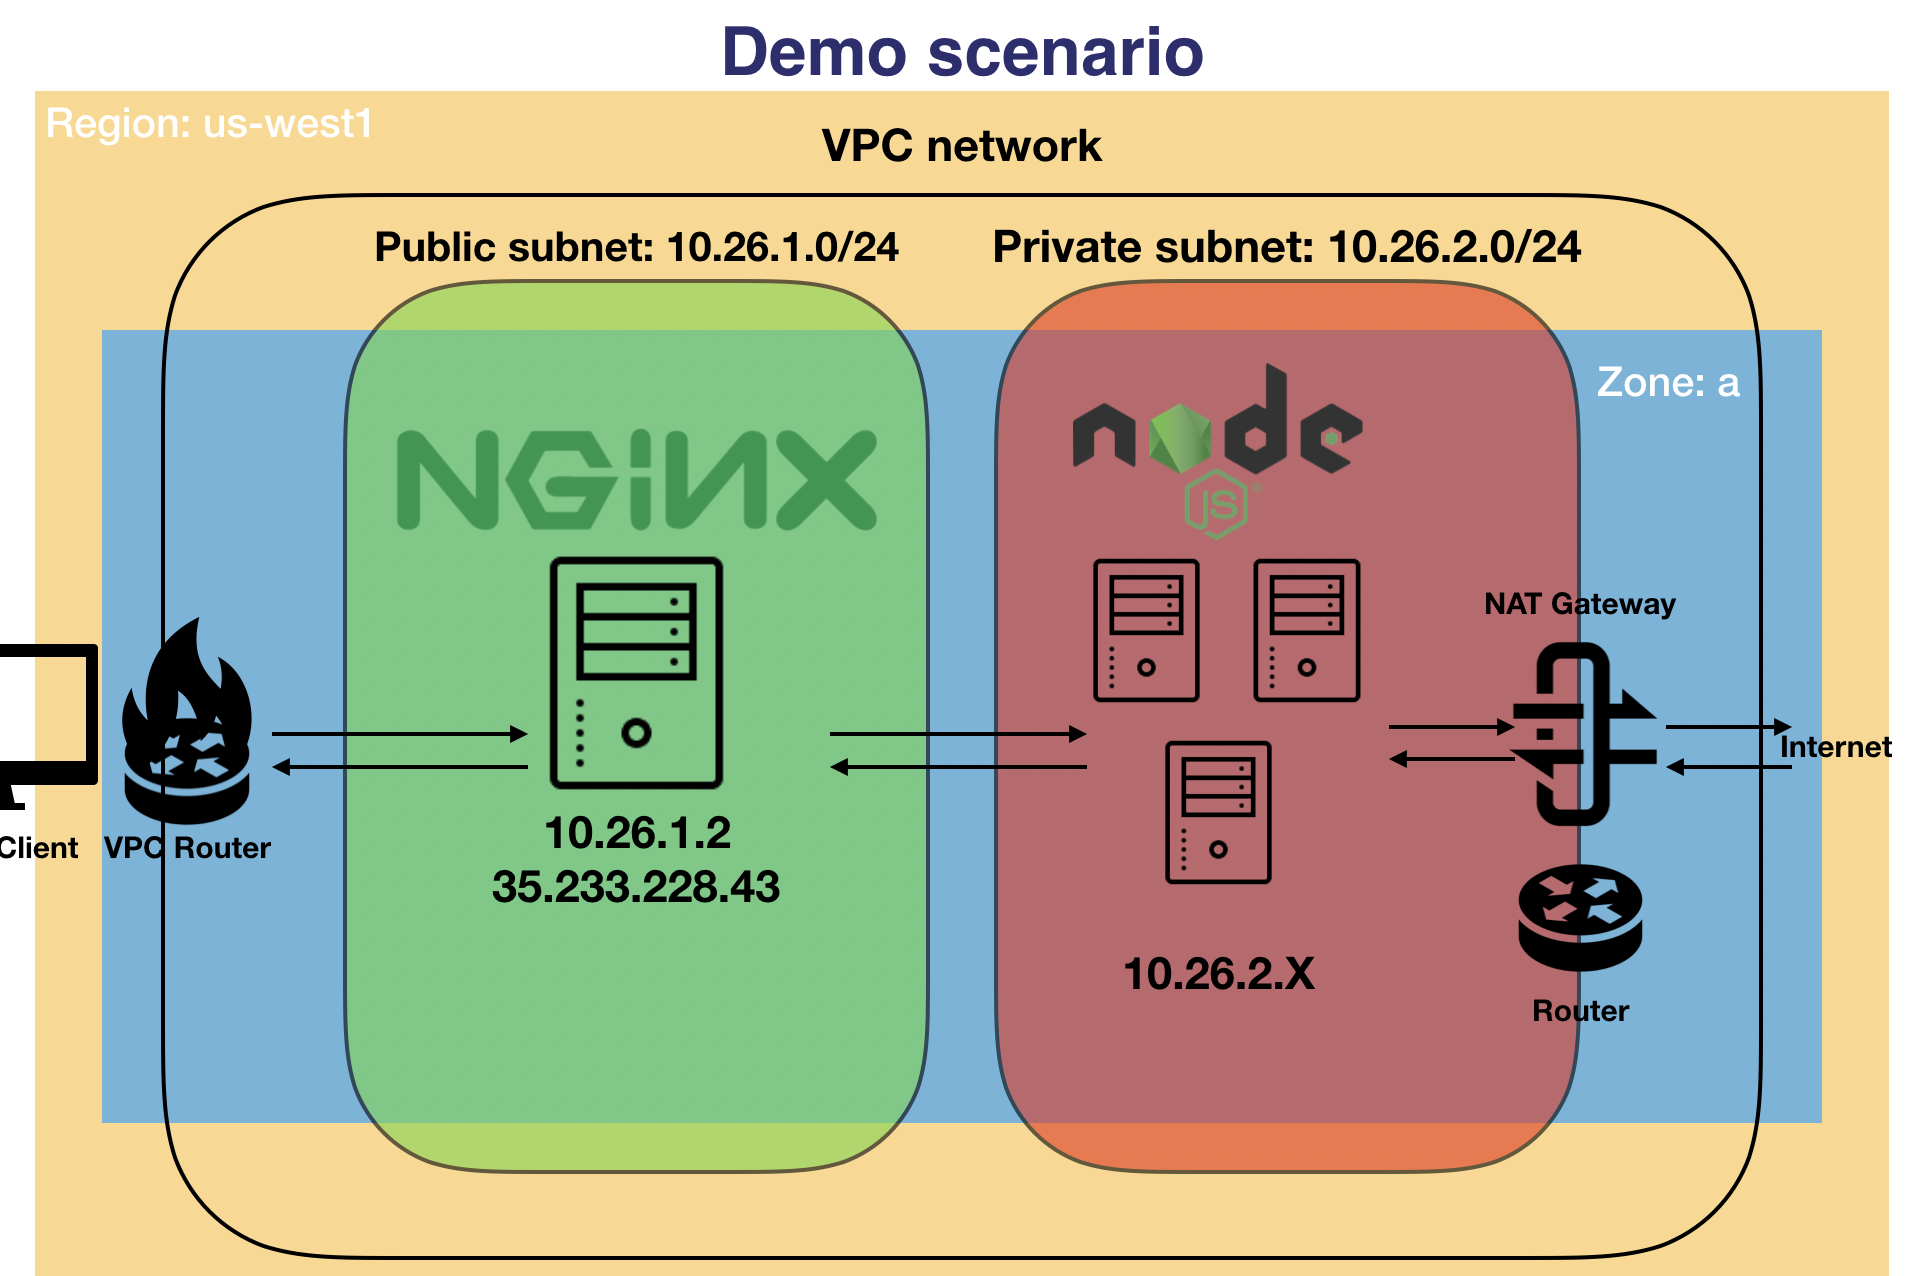 Demo scenario
Region: us-west1
VPC network
Public subnet: 10.26.1.0/24
Private subnet: 10.26.2.0/24
Zone: a
NGiNX
node
JS®
NAT Gateway
Internet
Client
VPC Router
10.26.1.2
35.233.228.43
10.26.2.X
Router